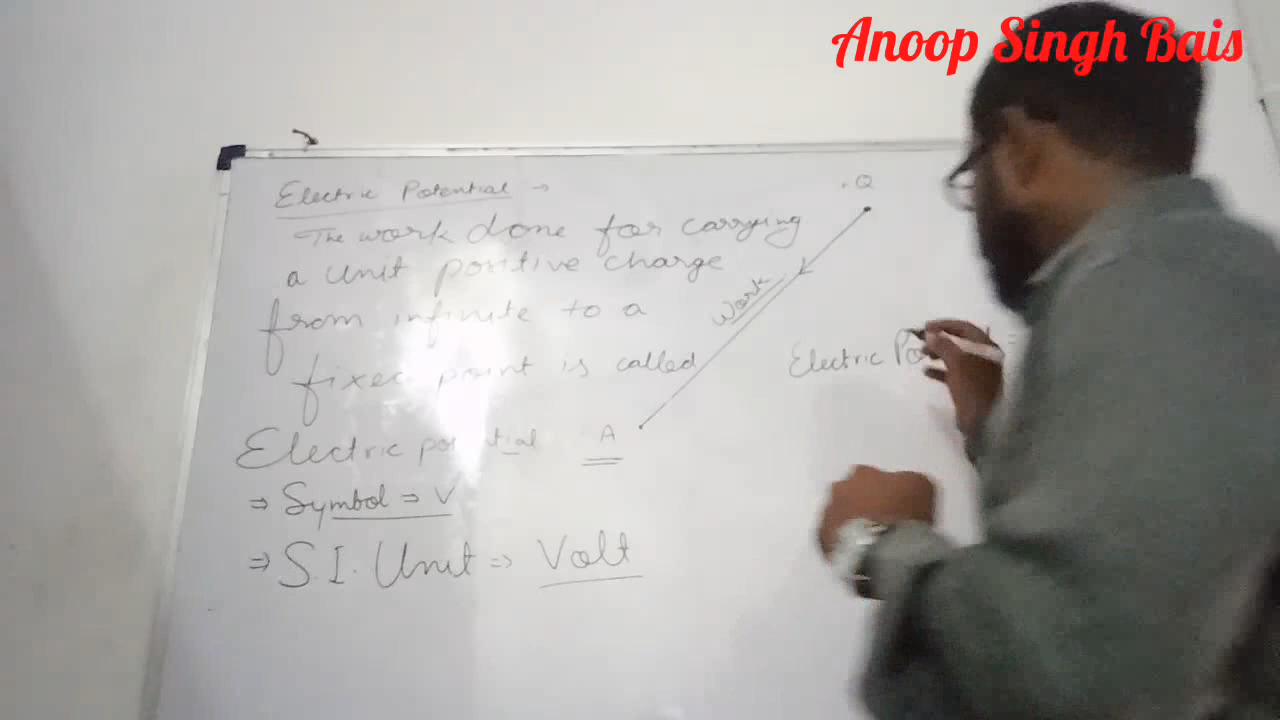 Anoop Singh Bais
Electric Potential →
The work done for carrying
a unit positive charge
from infinite to a
fixed point is called
Electric potential
⇒ Symbol ⇒ V
⇒ S.I. Unit ⇒ Volt
. Q
Work
A
Electric Po